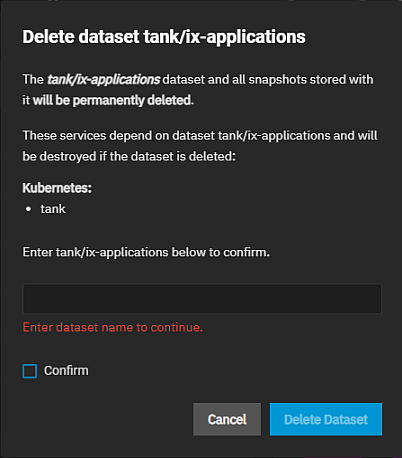 Delete dataset tank/ix-applications
The tank/ix-applications dataset and all snapshots stored with
it will be permanently deleted.
These services depend on dataset tank/ix-applications and will
be destroyed if the dataset is deleted:
Kubernetes:
• tank
Enter tank/ix-applications below to confirm.
Enter dataset name to continue.
Confirm
Cancel
Delete Dataset